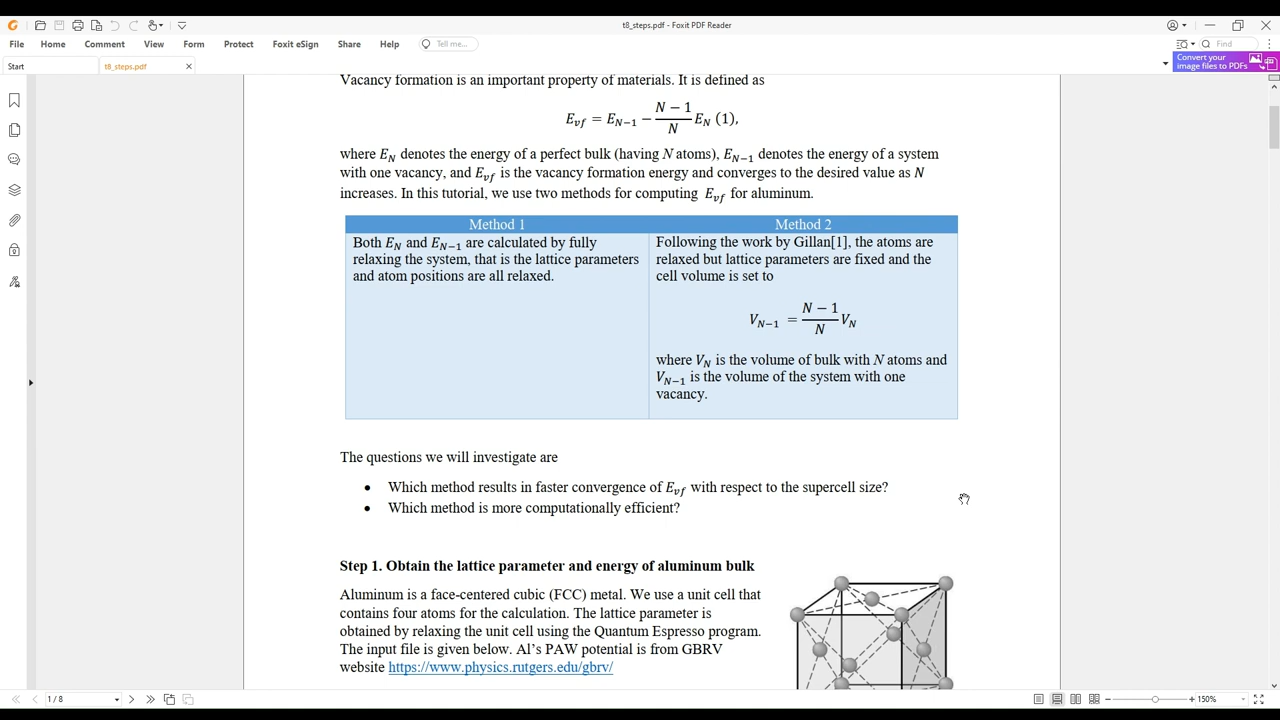 t8_steps.pdf - Foxit PDF Reader
File Home Comment View Form Protect Foxit eSign Share Help Tell me... Find
Start t8_steps.pdf
Convert your
image files to PDFs
Vacancy formation is an important property of materials. It is defined as
E_vf = E_{N−1} − (N − 1)/N E_N (1),
where E_N denotes the energy of a perfect bulk (having N atoms), E_{N−1} denotes the energy of a system
with one vacancy, and E_vf is the vacancy formation energy and converges to the desired value as N
increases. In this tutorial, we use two methods for computing E_vf for aluminum.
Method 1
Both E_N and E_{N−1} are calculated by fully
relaxing the system, that is the lattice parameters
and atom positions are all relaxed.
Method 2
Following the work by Gillan[1], the atoms are
relaxed but lattice parameters are fixed and the
cell volume is set to
V_{N−1} = (N − 1)/N V_N
where V_N is the volume of bulk with N atoms and
V_{N−1} is the volume of the system with one
vacancy.
The questions we will investigate are
• Which method results in faster convergence of E_vf with respect to the supercell size?
• Which method is more computationally efficient?
Step 1. Obtain the lattice parameter and energy of aluminum bulk
Aluminum is a face-centered cubic (FCC) metal. We use a unit cell that
contains four atoms for the calculation. The lattice parameter is
obtained by relaxing the unit cell using the Quantum Espresso program.
The input file is given below. Al’s PAW potential is from GBRV
website https://www.physics.rutgers.edu/gbrv/
1 / 8
150%